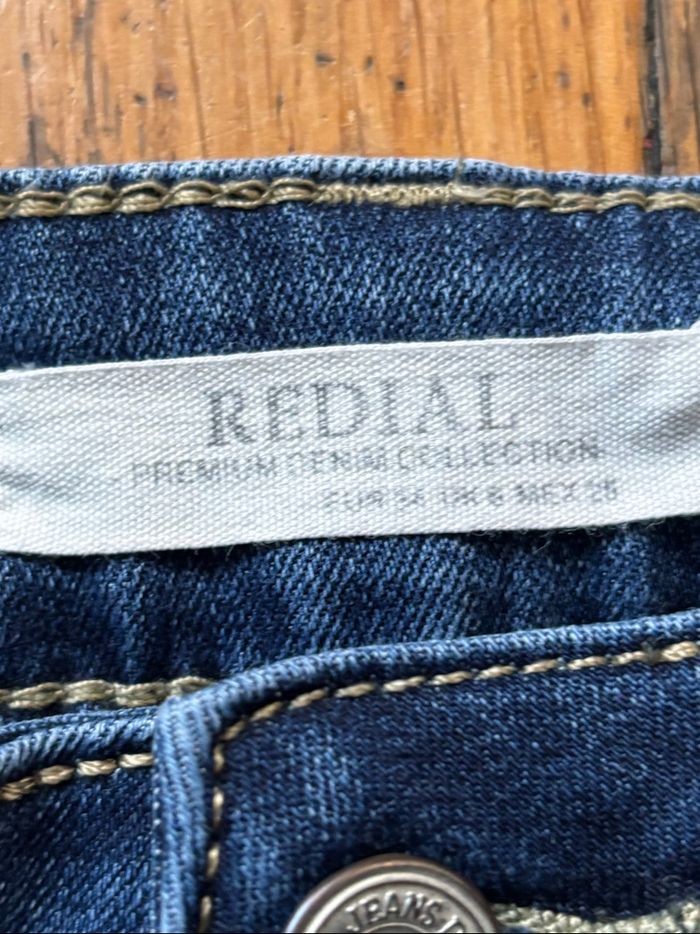 REDIAL
PREMIUM DENIM COLLECTION
EUR 34 UK 6 MEX 26
JEANS